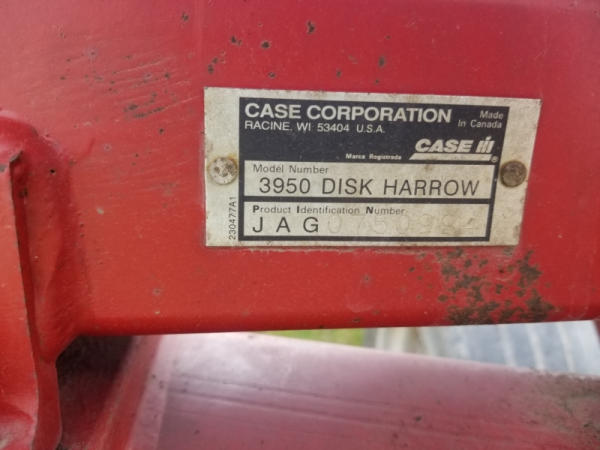 CASE CORPORATION
RACINE, WI 53404 U.S.A.
Made
In Canada
CASE IH
Marca Registrada
Model Number
3950 DISK HARROW
Product Identification Number
JAG
230477A1